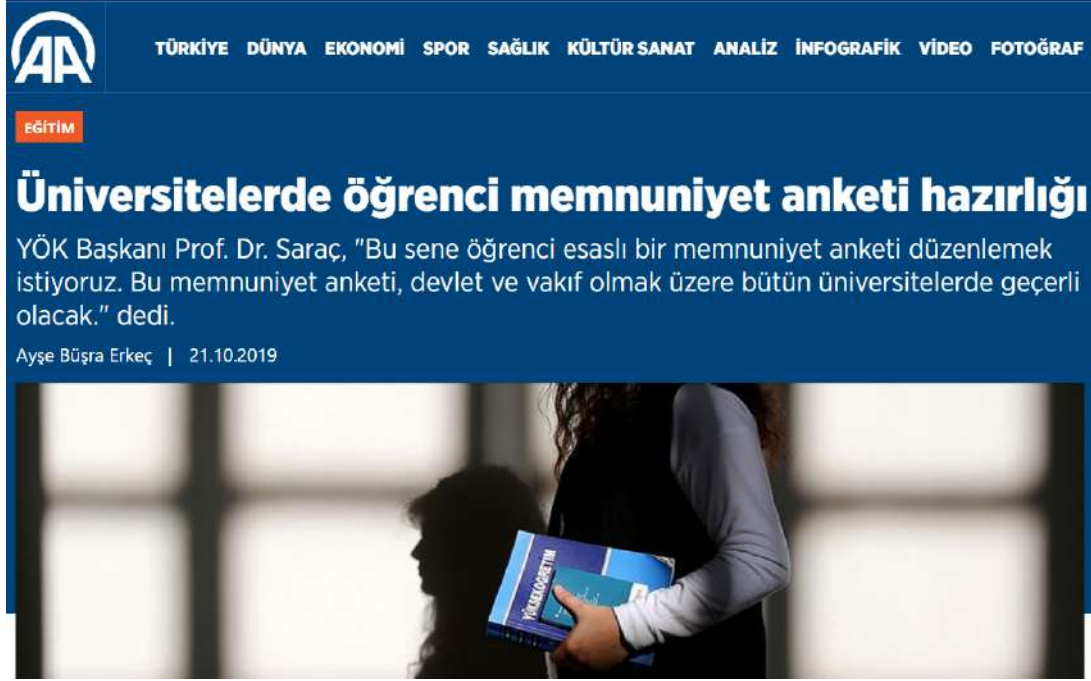 AA
TÜRKİYE DÜNYA EKONOMİ SPOR SAĞLIK KÜLTÜR SANAT ANALİZ İNFOGRAFİK VİDEO FOTOĞRAF
EĞİTİM
Üniversitelerde öğrenci memnuniyet anketi hazırlığı
YÖK Başkanı Prof. Dr. Saraç, "Bu sene öğrenci esaslı bir memnuniyet anketi düzenlemek
istiyoruz. Bu memnuniyet anketi, devlet ve vakıf olmak üzere bütün üniversitelerde geçerli
olacak." dedi.
Ayşe Büşra Erkeç | 21.10.2019
YÜKSEKÖĞRETİM